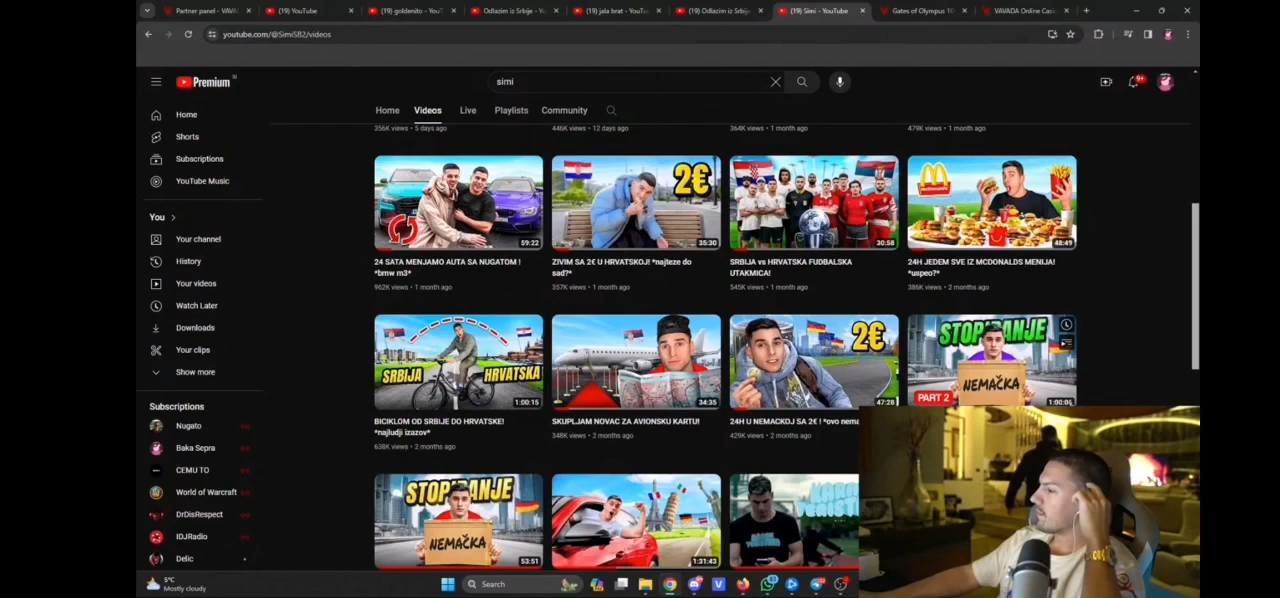 Partner panel - VAVA
(19) YouTube
(19) goldenito - YouT
Odlazim iz Srbije - Yo
(19) jala brat - YouTu
(19) Odlazim iz Srbije
(19) Simi - YouTube
Gates of Olympus 10
VAVADA Online Casi
youtube.com/@SimiS82/videos
Premium
simi
9+
Home Videos Live Playlists Community
356K views • 5 days ago
446K views • 12 days ago
364K views • 1 month ago
479K views • 1 month ago
Home
Shorts
Subscriptions
YouTube Music
You
Your channel
History
Your videos
Watch Later
Downloads
Your clips
Show more
Subscriptions
Nugato
Baka Sepra
CEMU TO
World of Warcraft
DrDisRespect
IDJRadio
Delic
59:22
24 SATA MENJAMO AUTA SA NUGATOM !
*bmw m3*
962K views • 1 month ago
2€
35:30
ZIVIM SA 2€ U HRVATSKOJ! *najteze do
sad?*
357K views • 1 month ago
30:58
SRBIJA vs HRVATSKA FUDBALSKA
UTAKMICA!
545K views • 1 month ago
McDonald's
48:49
24H JEDEM SVE IZ MCDONALDS MENIJA!
*uspeo?*
386K views • 2 months ago
SRBIJA HRVATSKA
1:00:15
BICIKLOM OD SRBIJE DO HRVATSKE!
*najludji izazov*
638K views • 2 months ago
34:35
SKUPLJAM NOVAC ZA AVIONSKU KARTU!
348K views • 2 months ago
2€
47:28
24H U NEMACKOJ SA 2€ ! *ovo nema
429K views • 2 months ago
STOPIRANJE
NEMAČKA
PART 2
1:00:06
STOPIRANJE
NEMAČKA
53:51
1:31:43
5°C
Mostly cloudy
Search